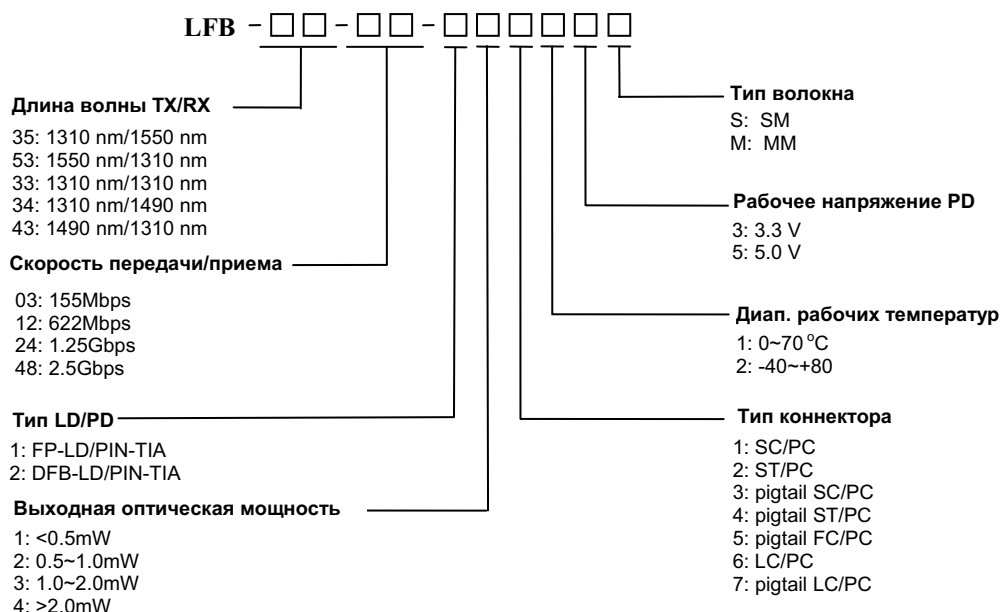 LFB - □□ - □□ - □□□□□□
Длина волны TX/RX
35: 1310 nm/1550 nm
53: 1550 nm/1310 nm
33: 1310 nm/1310 nm
34: 1310 nm/1490 nm
43: 1490 nm/1310 nm
Скорость передачи/приема
03: 155Mbps
12: 622Mbps
24: 1.25Gbps
48: 2.5Gbps
Тип LD/PD
1: FP-LD/PIN-TIA
2: DFB-LD/PIN-TIA
Выходная оптическая мощность
1: <0.5mW
2: 0.5~1.0mW
3: 1.0~2.0mW
4: >2.0mW
Тип волокна
S: SM
M: MM
Рабочее напряжение PD
3: 3.3 V
5: 5.0 V
Диап. рабочих температур
1: 0~70 °C
2: -40~+80
Тип коннектора
1: SC/PC
2: ST/PC
3: pigtail SC/PC
4: pigtail ST/PC
5: pigtail FC/PC
6: LC/PC
7: pigtail LC/PC